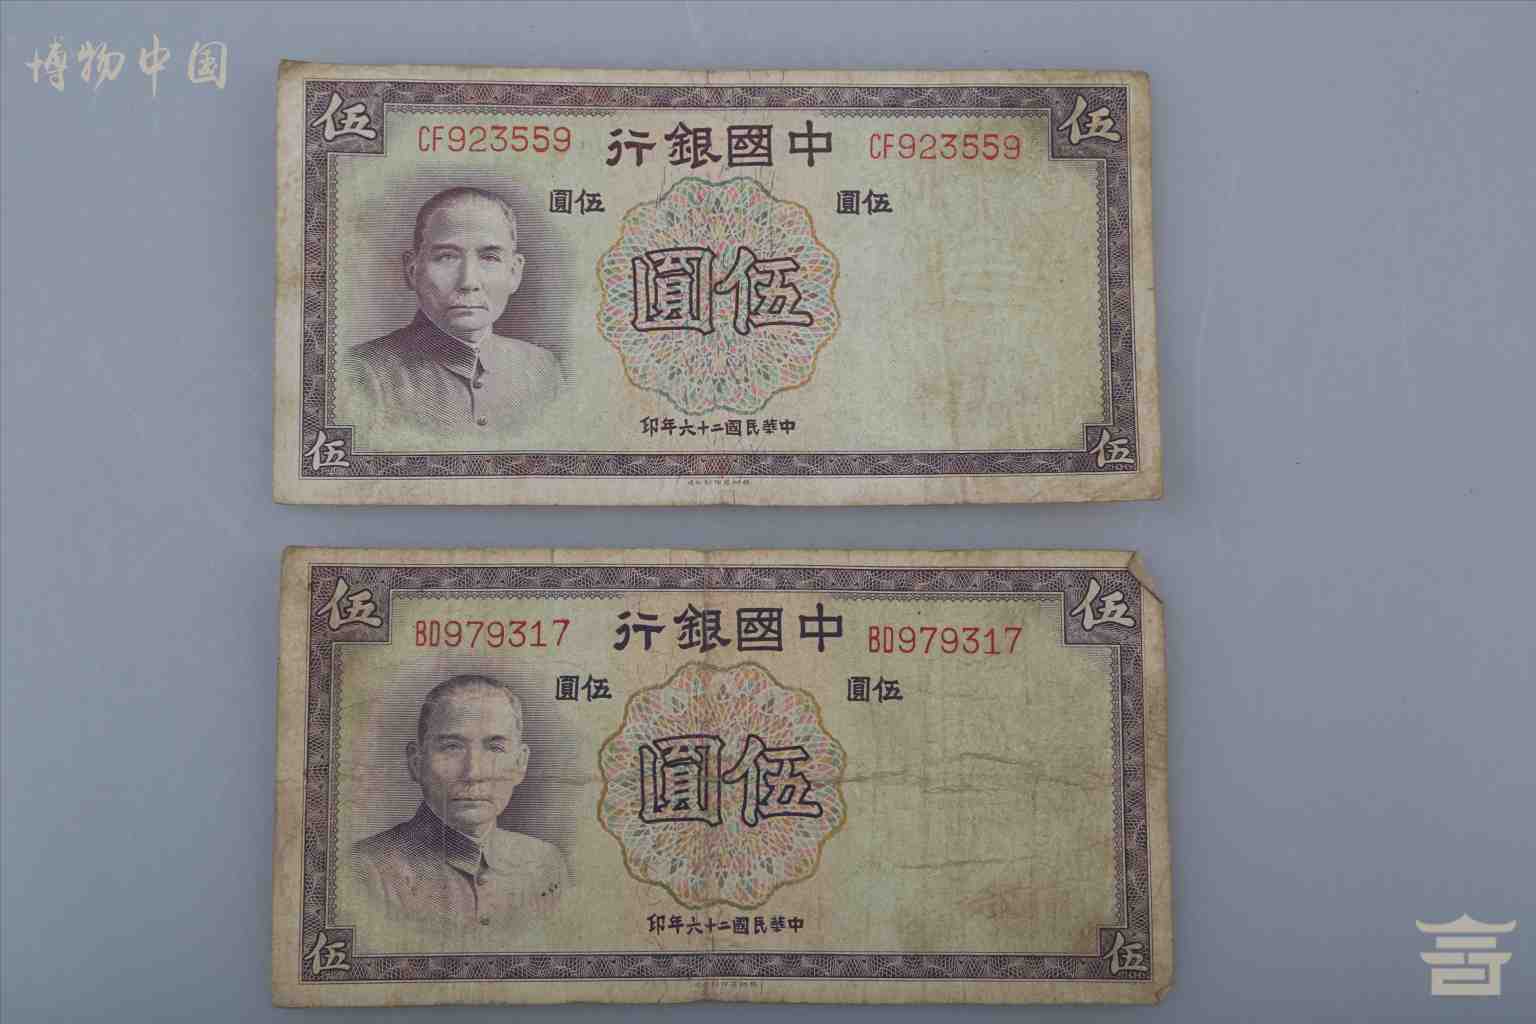 博物中国
伍 伍
CF923559 中國銀行 CF923559
伍圓 伍圓
伍圓
中華民國二十六年印
伍 伍
伍 伍
BD979317 中國銀行 BD979317
伍圓 伍圓
伍圓
中華民國二十六年印
伍 伍